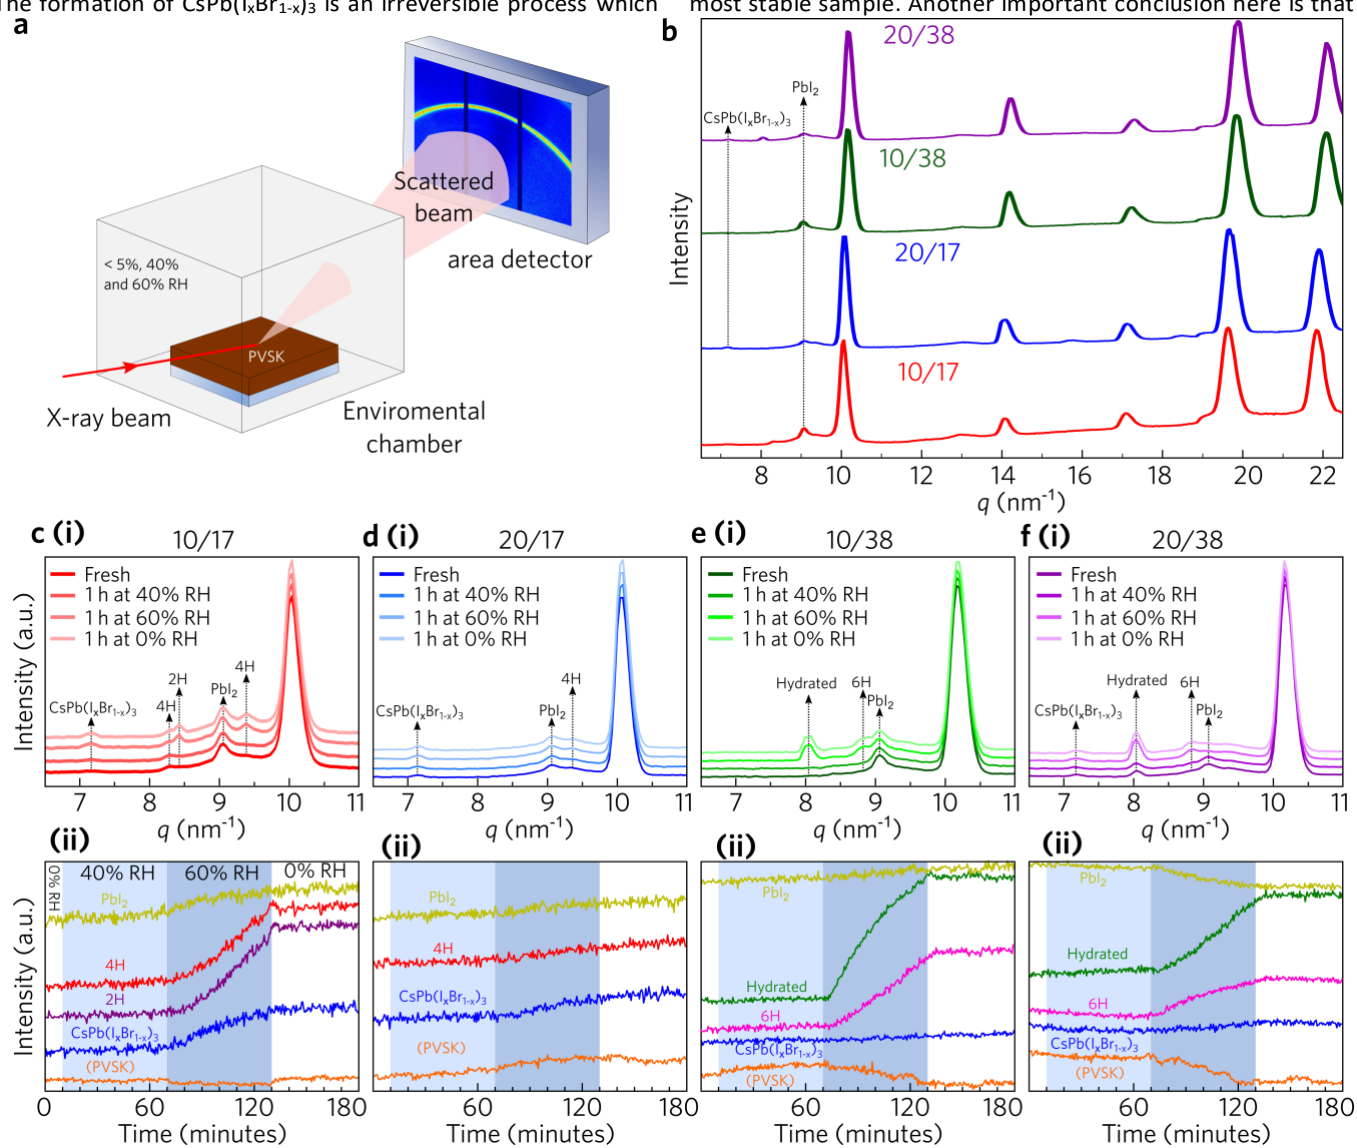 The formation of CsPb(IₓBr₁₋ₓ)₃ is an irreversible process which
most stable sample. Another important conclusion here is that
a
Scattered
beam
area detector
< 5%, 40%
and 60% RH
PVSK
X-ray beam
Enviromental
chamber
b
20/38
PbI₂
CsPb(IₓBr₁₋ₓ)₃
10/38
20/17
10/17
Intensity
8 10 12 14 16 18 20 22
q (nm⁻¹)
c (i) 10/17
Fresh
1 h at 40% RH
1 h at 60% RH
1 h at 0% RH
4H
2H
PbI₂
CsPb(IₓBr₁₋ₓ)₃
4H
Intensity (a.u.)
7 8 9 10 11
q (nm⁻¹)
d (i) 20/17
Fresh
1 h at 40% RH
1 h at 60% RH
1 h at 0% RH
4H
CsPb(IₓBr₁₋ₓ)₃
PbI₂
7 8 9 10 11
q (nm⁻¹)
e (i) 10/38
Fresh
1 h at 40% RH
1 h at 60% RH
1 h at 0% RH
Hydrated
6H
PbI₂
7 8 9 10 11
q (nm⁻¹)
f (i) 20/38
Fresh
1 h at 40% RH
1 h at 60% RH
1 h at 0% RH
Hydrated
6H
CsPb(IₓBr₁₋ₓ)₃
PbI₂
7 8 9 10 11
q (nm⁻¹)
(ii)
0% RH
40% RH 60% RH 0% RH
PbI₂
4H
2H
CsPb(IₓBr₁₋ₓ)₃
(PVSK)
Intensity (a.u.)
0 60 120 180
Time (minutes)
(ii)
PbI₂
4H
CsPb(IₓBr₁₋ₓ)₃
(PVSK)
60 120 180
Time (minutes)
(ii)
PbI₂
Hydrated
6H
CsPb(IₓBr₁₋ₓ)₃
(PVSK)
60 120 180
Time (minutes)
(ii)
PbI₂
Hydrated
6H
CsPb(IₓBr₁₋ₓ)₃
(PVSK)
60 120 180
Time (minutes)